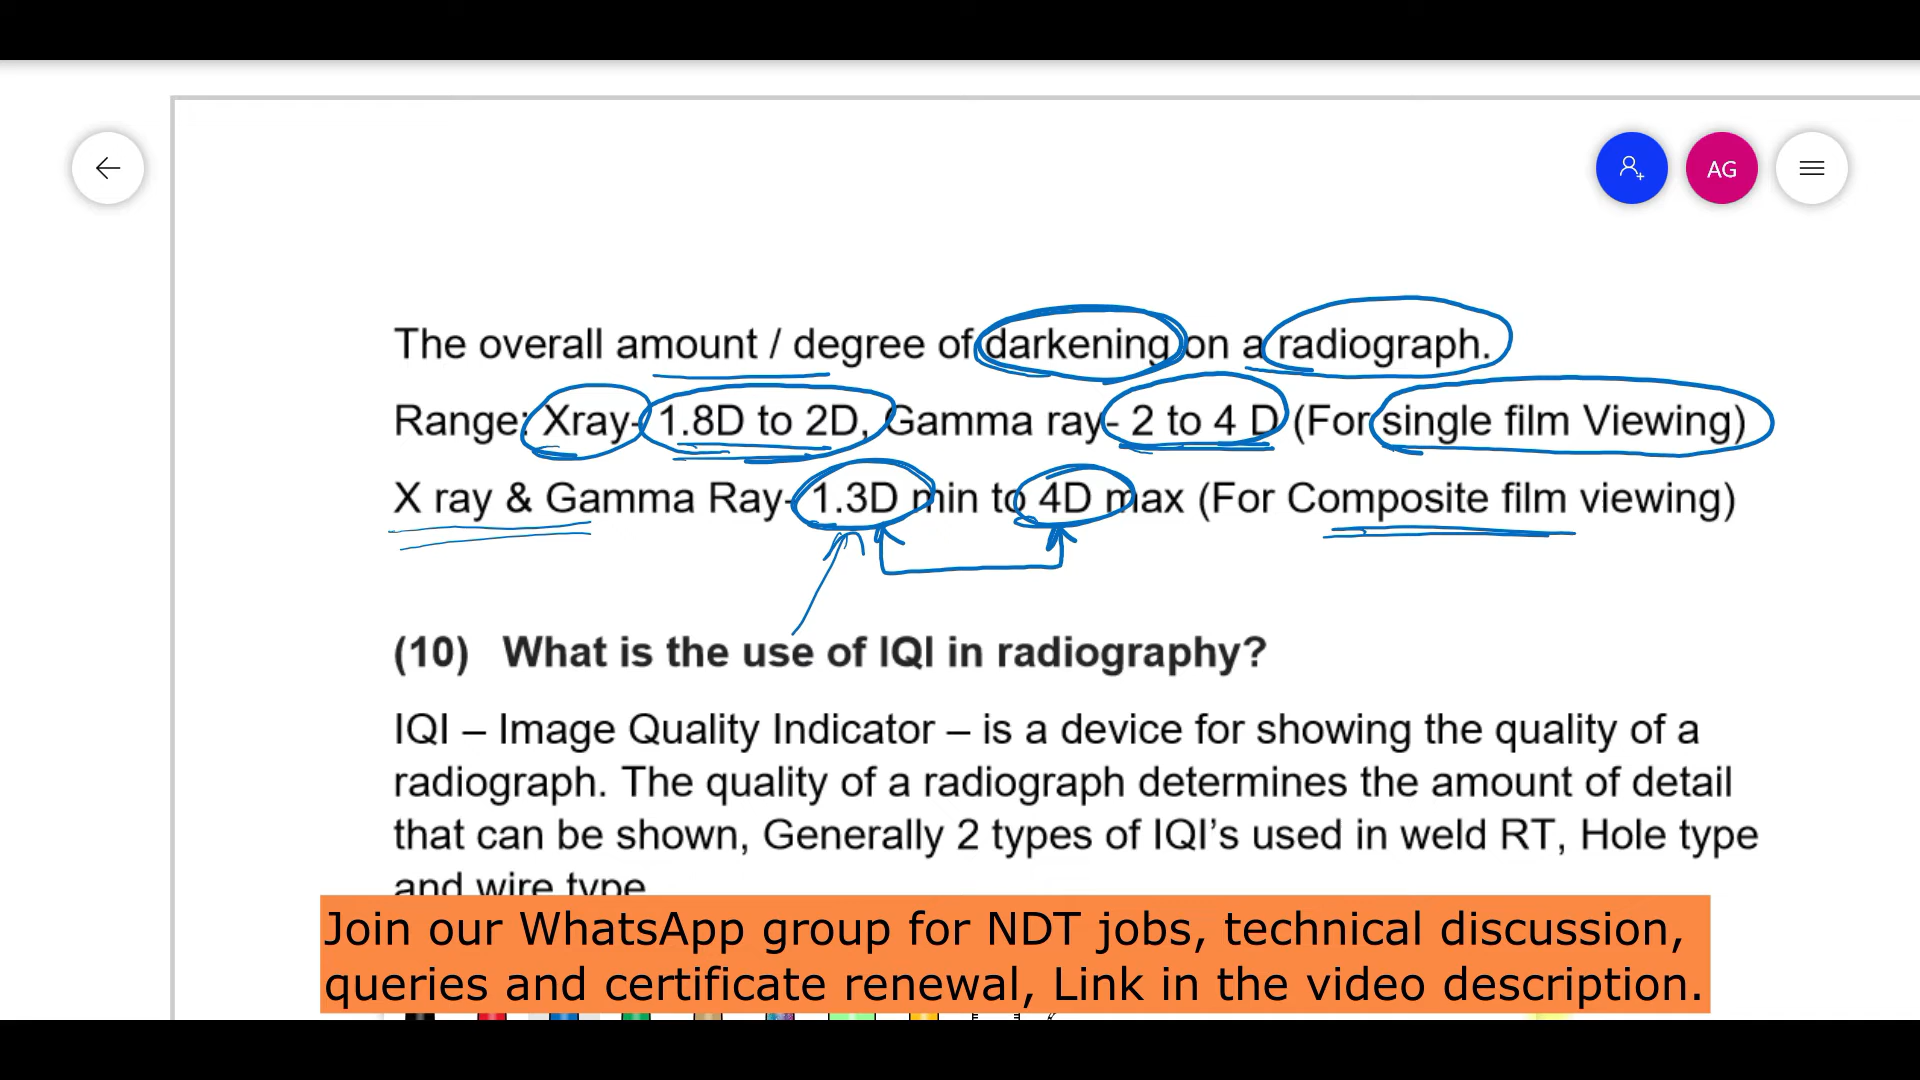 AG
The overall amount / degree of darkening on a radiograph.
Range: Xray- 1.8D to 2D, Gamma ray- 2 to 4 D (For single film Viewing)
X ray & Gamma Ray- 1.3D min to 4D max (For Composite film viewing)
(10) What is the use of IQI in radiography?
IQI – Image Quality Indicator – is a device for showing the quality of a
radiograph. The quality of a radiograph determines the amount of detail
that can be shown, Generally 2 types of IQI’s used in weld RT, Hole type
and wire type
Join our WhatsApp group for NDT jobs, technical discussion,
queries and certificate renewal, Link in the video description.